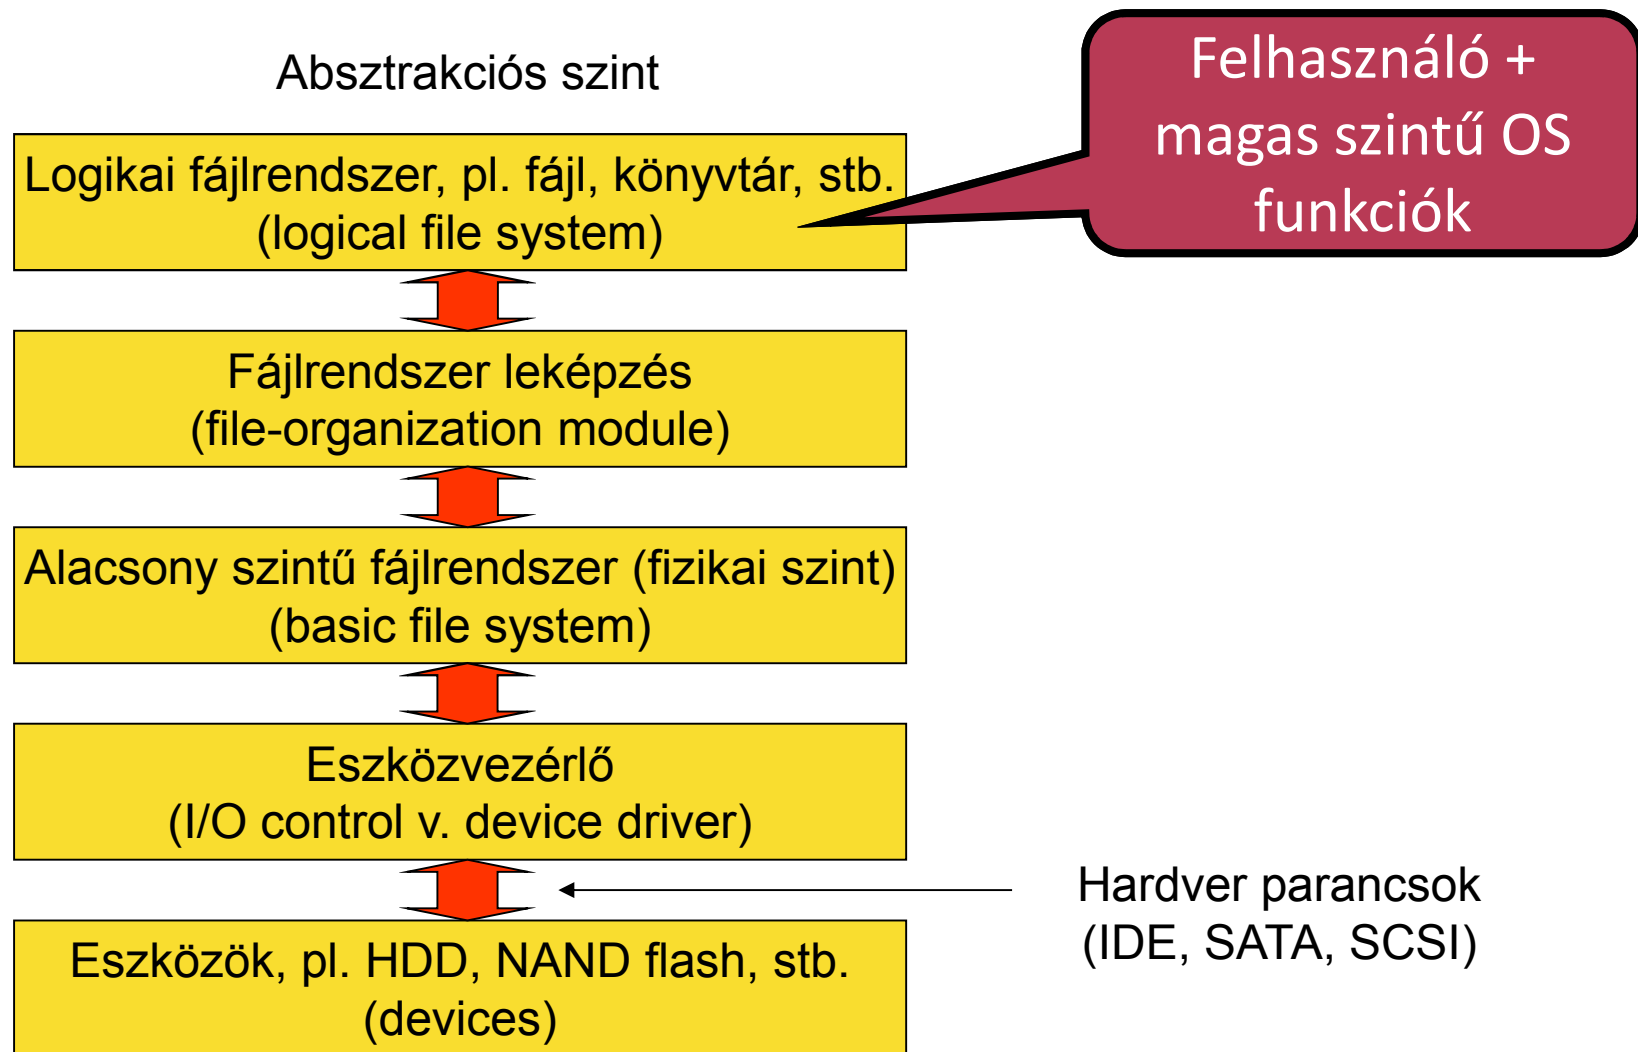 Absztrakciós szint
Felhasználó +
magas szintű OS
funkciók
Logikai fájlrendszer, pl. fájl, könyvtár, stb.
(logical file system)
Fájlrendszer leképzés
(file-organization module)
Alacsony szintű fájlrendszer (fizikai szint)
(basic file system)
Eszközvezérlő
(I/O control v. device driver)
Hardver parancsok
(IDE, SATA, SCSI)
Eszközök, pl. HDD, NAND flash, stb.
(devices)